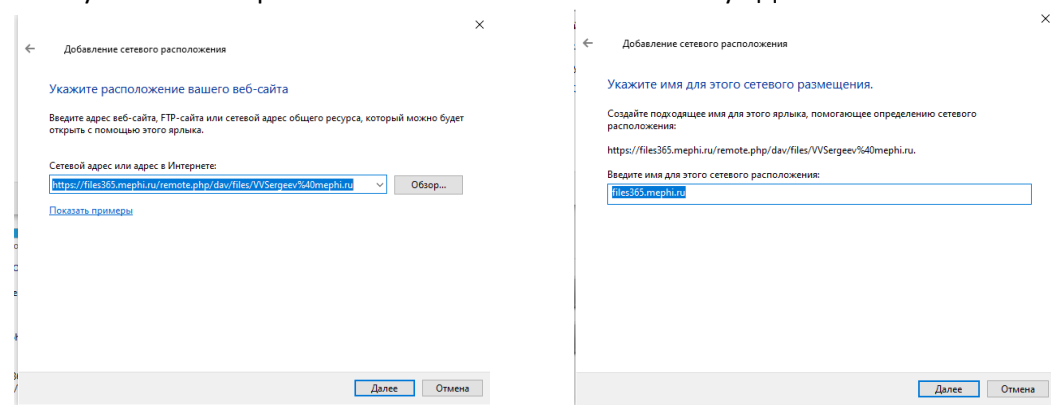 Добавление сетевого расположения
Укажите расположение вашего веб-сайта
Введите адрес веб-сайта, FTP-сайта или сетевой адрес общего ресурса, который можно будет
открыть с помощью этого ярлыка.
Сетевой адрес или адрес в Интернете:
https://files365.mephi.ru/remote.php/dav/files/VVSergeev%40mephi.ru
Обзор...
Показать примеры
Далее
Отмена
Добавление сетевого расположения
Укажите имя для этого сетевого размещения.
Создайте подходящее имя для этого ярлыка, помогающее определению сетевого
расположения:
https://files365.mephi.ru/remote.php/dav/files/VVSergeev%40mephi.ru.
Введите имя для этого сетевого расположения:
files365.mephi.ru
Далее
Отмена